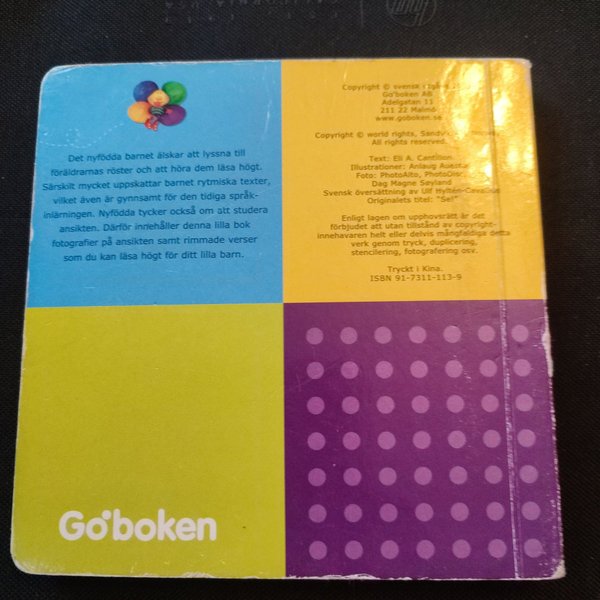 Det nyfödda barnet älskar att lyssna till
föräldrarnas röster och att höra dem läsa högt.
Särskilt mycket uppskattar barnet rytmiska texter,
vilket även är gynnsamt för den tidiga språk-
inlärningen. Nyfödda tycker också om att studera
ansikten. Därför innehåller denna lilla bok
fotografier på ansikten samt rimmade verser
som du kan läsa högt för ditt lilla barn.
Copyright © svensk
Go'boken AB
Adelgatan 11
211 22 Malmö
www.goboken.se
Copyright © world rights,
All rights reserved.
Text: Eli A. Cantillon
Illustrationer: Anlaug
Foto: PhotoAlto, PhotoDisc
Dag Magne Søyland
Svensk översättning av Ulf Hyltén-Cavallius
Originalets titel: "Se!"
Enligt lagen om upphovsrätt är det
förbjudet att utan tillstånd av copyright-
innehavaren helt eller delvis mångfaldiga detta
verk genom tryck, duplicering,
stencilering, fotografering osv.
Tryckt i Kina.
ISBN 91-7311-113-9
Go'boken